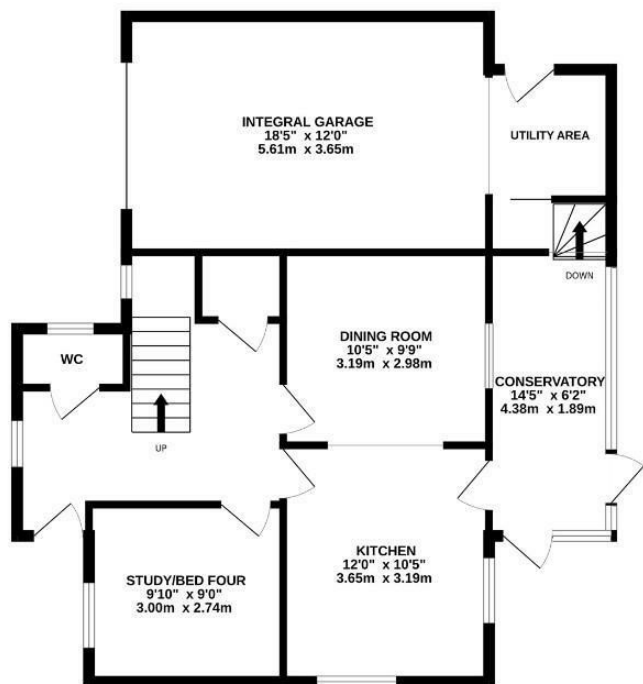 INTEGRAL GARAGE
18'5" x 12'0"
5.61m x 3.65m
UTILITY AREA
DOWN
WC
DINING ROOM
10'5" x 9'9"
3.19m x 2.98m
CONSERVATORY
14'5" x 6'2"
4.38m x 1.89m
UP
STUDY/BED FOUR
9'10" x 9'0"
3.00m x 2.74m
KITCHEN
12'0" x 10'5"
3.65m x 3.19m